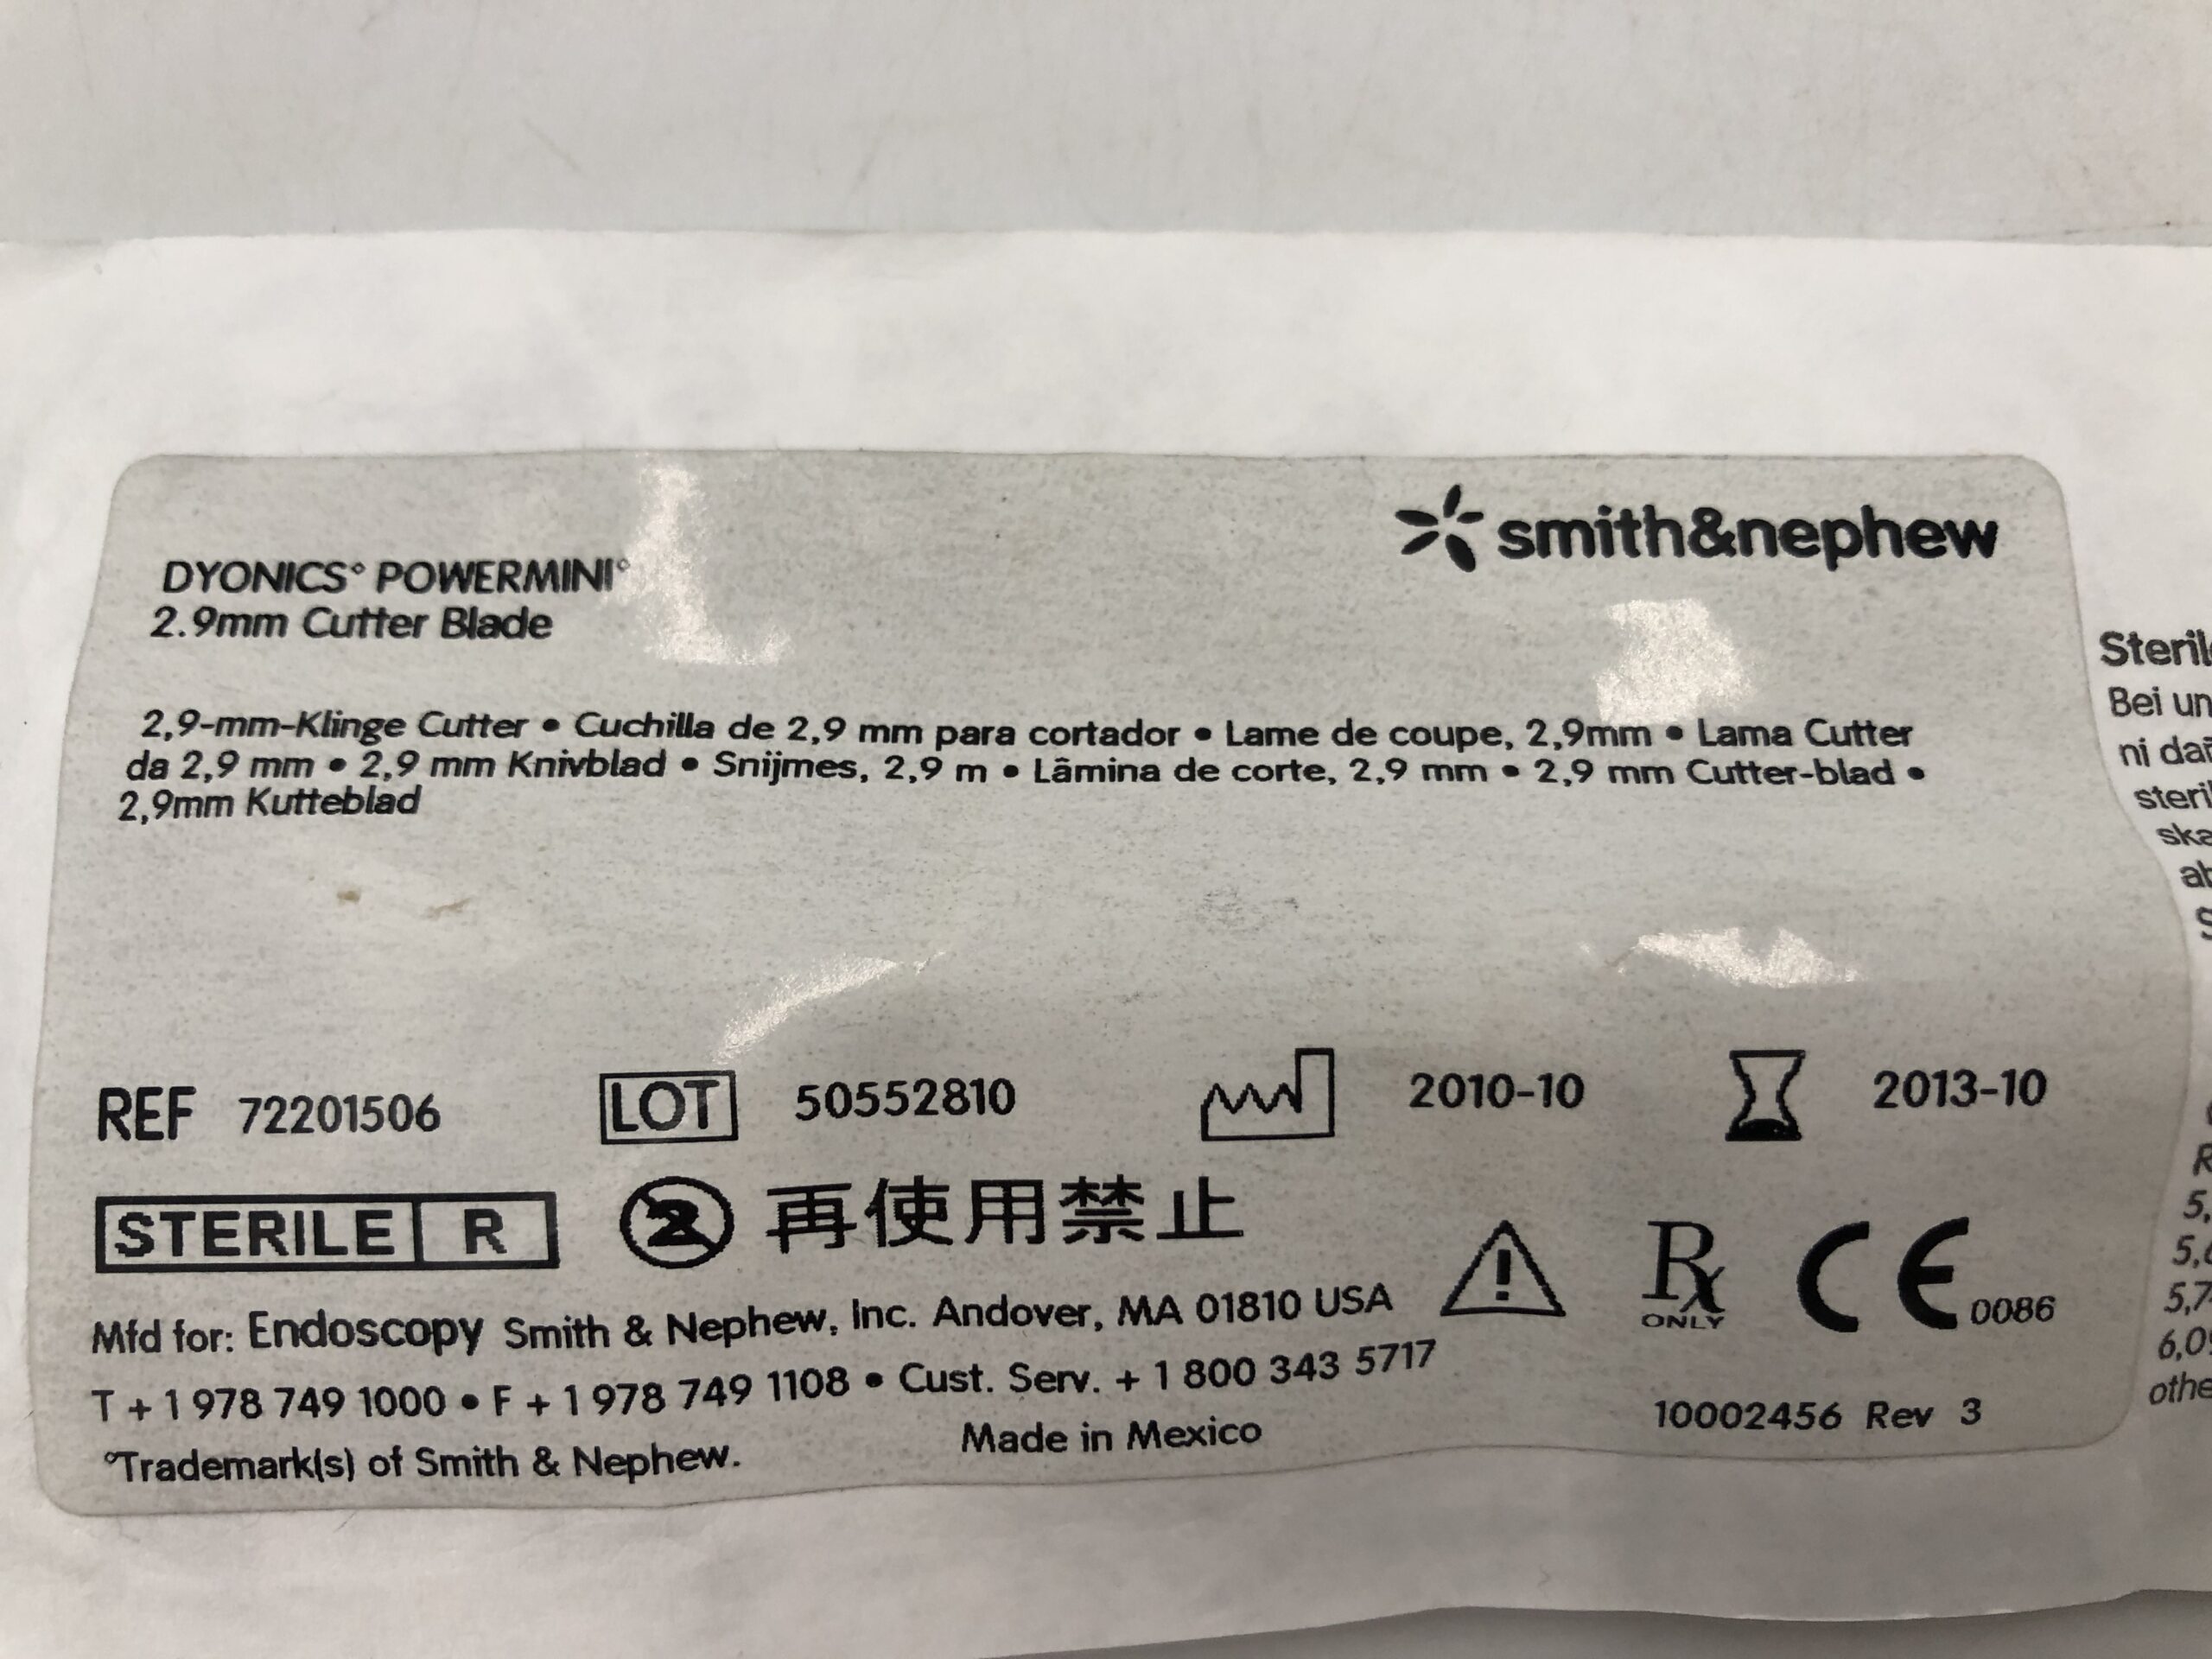 smith&nephew
DYONICS° POWERMINI°
2.9mm Cutter Blade
2,9-mm-Klinge Cutter • Cuchilla de 2,9 mm para cortador • Lame de coupe, 2,9mm • Lama Cutter
da 2,9 mm • 2,9 mm Knivblad • Snijmes, 2,9 m • Lâmina de corte, 2,9 mm • 2,9 mm Cutter-blad •
2,9mm Kutteblad
REF 72201506 LOT 50552810 2010-10 2013-10
STERILE R 2 再使用禁止
! Rx ONLY CE 0086
Mfd for: Endoscopy Smith & Nephew, Inc. Andover, MA 01810 USA
T + 1 978 749 1000 • F + 1 978 749 1108 • Cust. Serv. + 1 800 343 5717
°Trademark(s) of Smith & Nephew. Made in Mexico 10002456 Rev 3
Bei
ni
5,